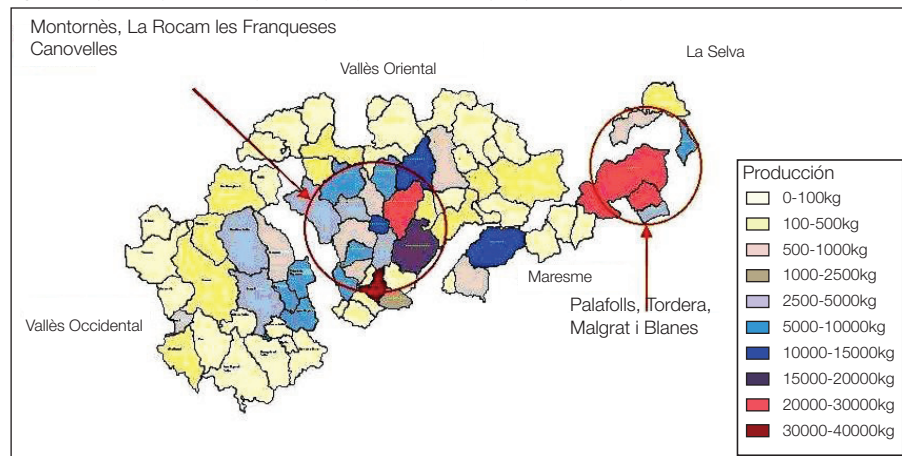 Montornès, La Rocam les Franqueses
Canovelles
Vallès Oriental
La Selva
Vallès Occidental
Maresme
Palafolls, Tordera,
Malgrat i Blanes
Producción
0-100kg
100-500kg
500-1000kg
1000-2500kg
2500-5000kg
5000-10000kg
10000-15000kg
15000-20000kg
20000-30000kg
30000-40000kg